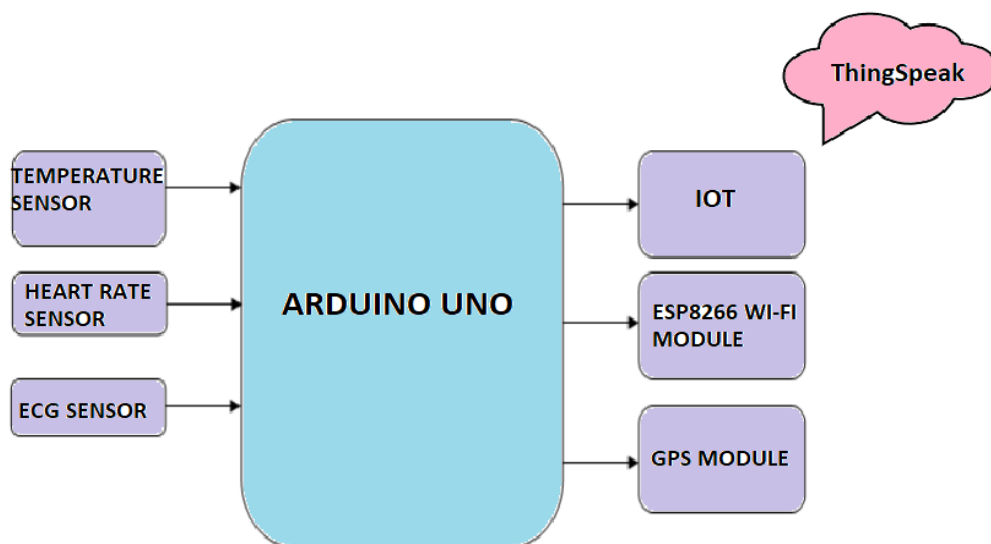 ThingSpeak
TEMPERATURE
SENSOR
HEART RATE
SENSOR
ECG SENSOR
ARDUINO UNO
IOT
ESP8266 WI-FI
MODULE
GPS MODULE